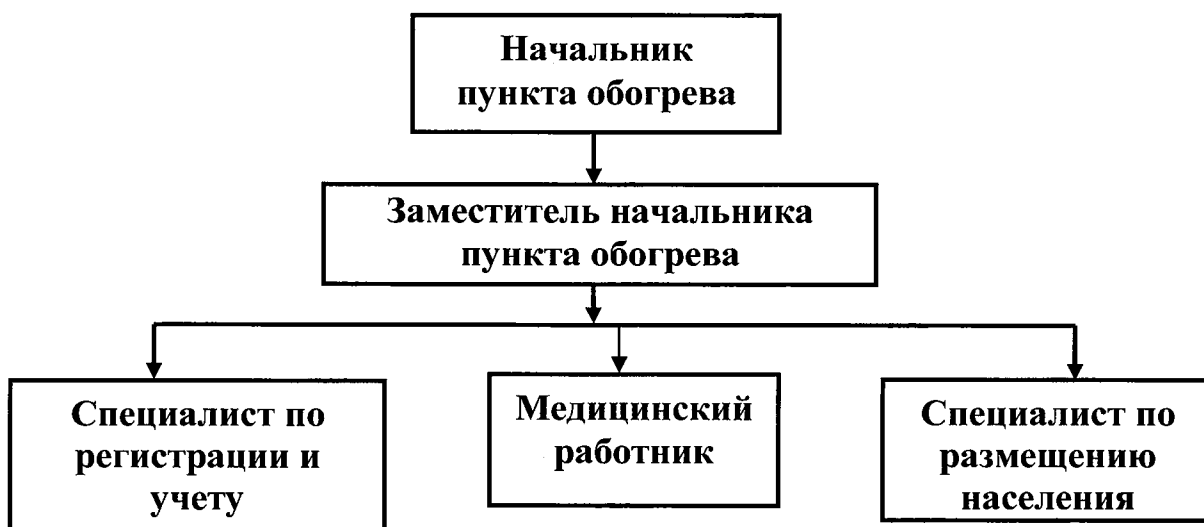 Начальник
пункта обогрева
Заместитель начальника
пункта обогрева
Специалист по
регистрации и
учету
Медицинский
работник
Специалист по
размещению
населения